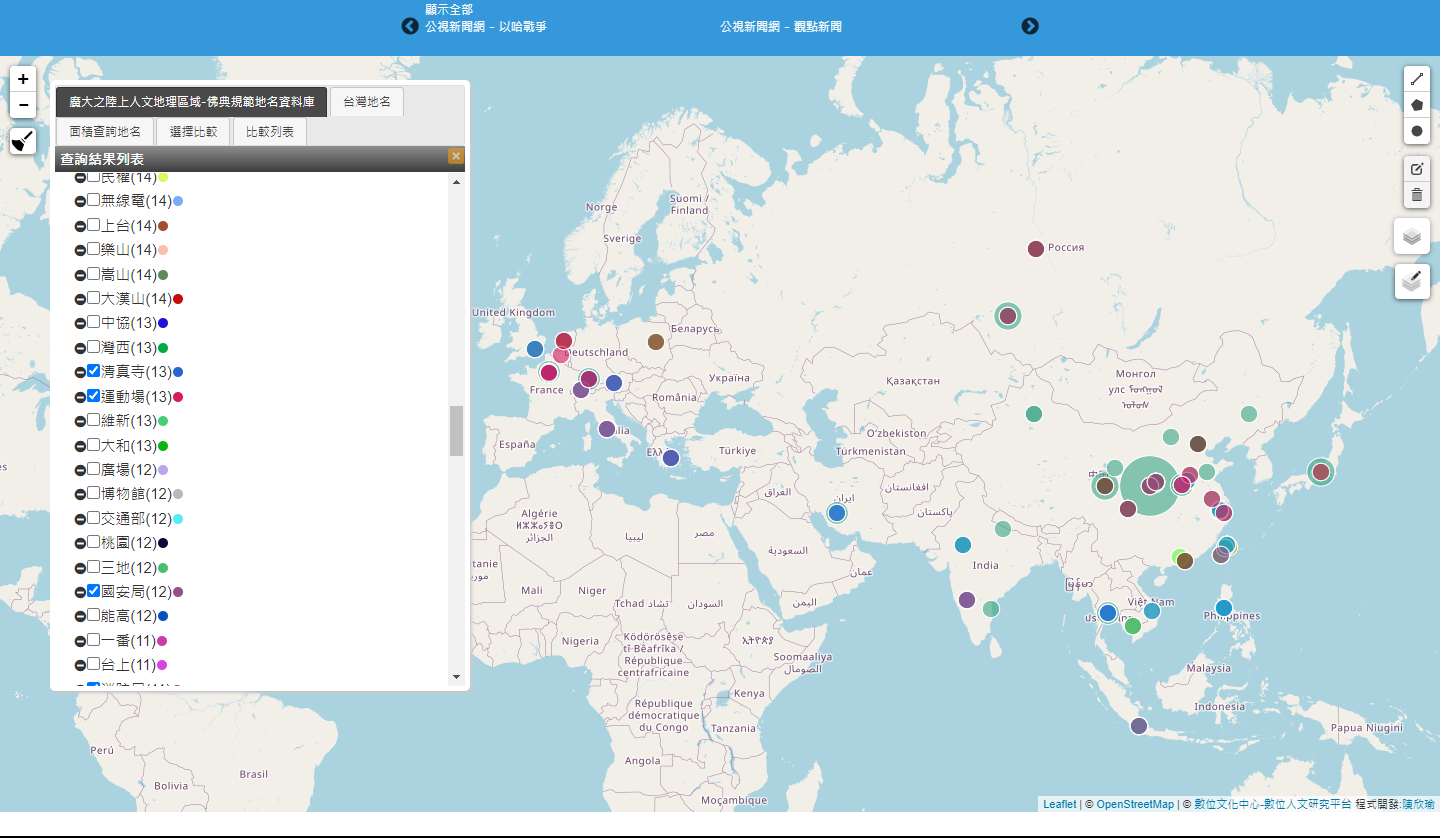 顯示全部
公視新聞網 - 以哈戰爭
公視新聞網 - 觀點新聞
+
−
廣大之陸上人文地理區域-佛典規範地名資料庫
台灣地名
面積查詢地名
選擇比較
比較列表
查詢結果列表
民權(14)
無線電(14)
上台(14)
樂山(14)
嵩山(14)
大漢山(14)
中協(13)
灣西(13)
清真寺(13)
運動場(13)
維新(13)
大和(13)
廣場(12)
博物館(12)
交通部(12)
桃園(12)
三地(12)
國安局(12)
能高(12)
一番(11)
台上(11)
Norge
Suomi /
Finland
Sverige
Россия
United Kingdom
Беларусь
Deutschland
France
Україна
România
Қазақстан
Монгол
улс
España
Türkiye
O'zbekiston
Türkmenistan
العراق
ایران
افغانستان
پاکستان
Algérie
ⵍⵣⵣⴰⵢⴻⵔ
الجزائر
ليبيا
مصر
السعودية
عمان
India
Mali
Niger
Tchad تشاد
السودان
اليمن
Việt Nam
Philippines
Nigeria
Ködörösêse
tî Bêafrîka /
République
centrafricaine
ኢትዮጵያ
Soomaaliya
الصومال
Kenya
Malaysia
Indonesia
République
démocratique
du Congo
Tanzania
Papua Niugini
Angola
Moçambique
Perú
Brasil
Bolivia
Leaflet | © OpenStreetMap | © 數位文化中心-數位人文研究平台 程式開發:陳欣瑜